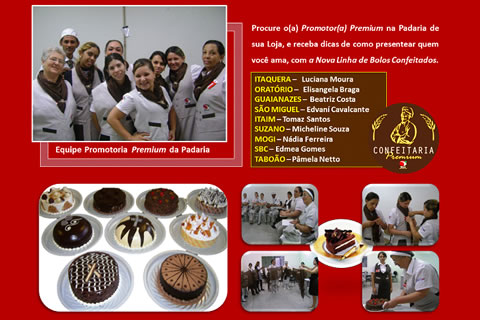 Procure o(a) Promotor(a) Premium na Padaria de
sua Loja, e receba dicas de como presentear quem
você ama, com a Nova Linha de Bolos Confeitados.
ITAQUERA – Luciana Moura
ORATÓRIO – Elisangela Braga
GUAIANAZES – Beatriz Costa
SÃO MIGUEL – Edvaní Cavalcante
ITAIM – Tomaz Santos
SUZANO – Micheline Souza
MOGI – Nádia Ferreira
SBC – Edmea Gomes
TABOÃO – Pâmela Netto
CONFEITARIA
Premium
Equipe Promotoria Premium da Padaria